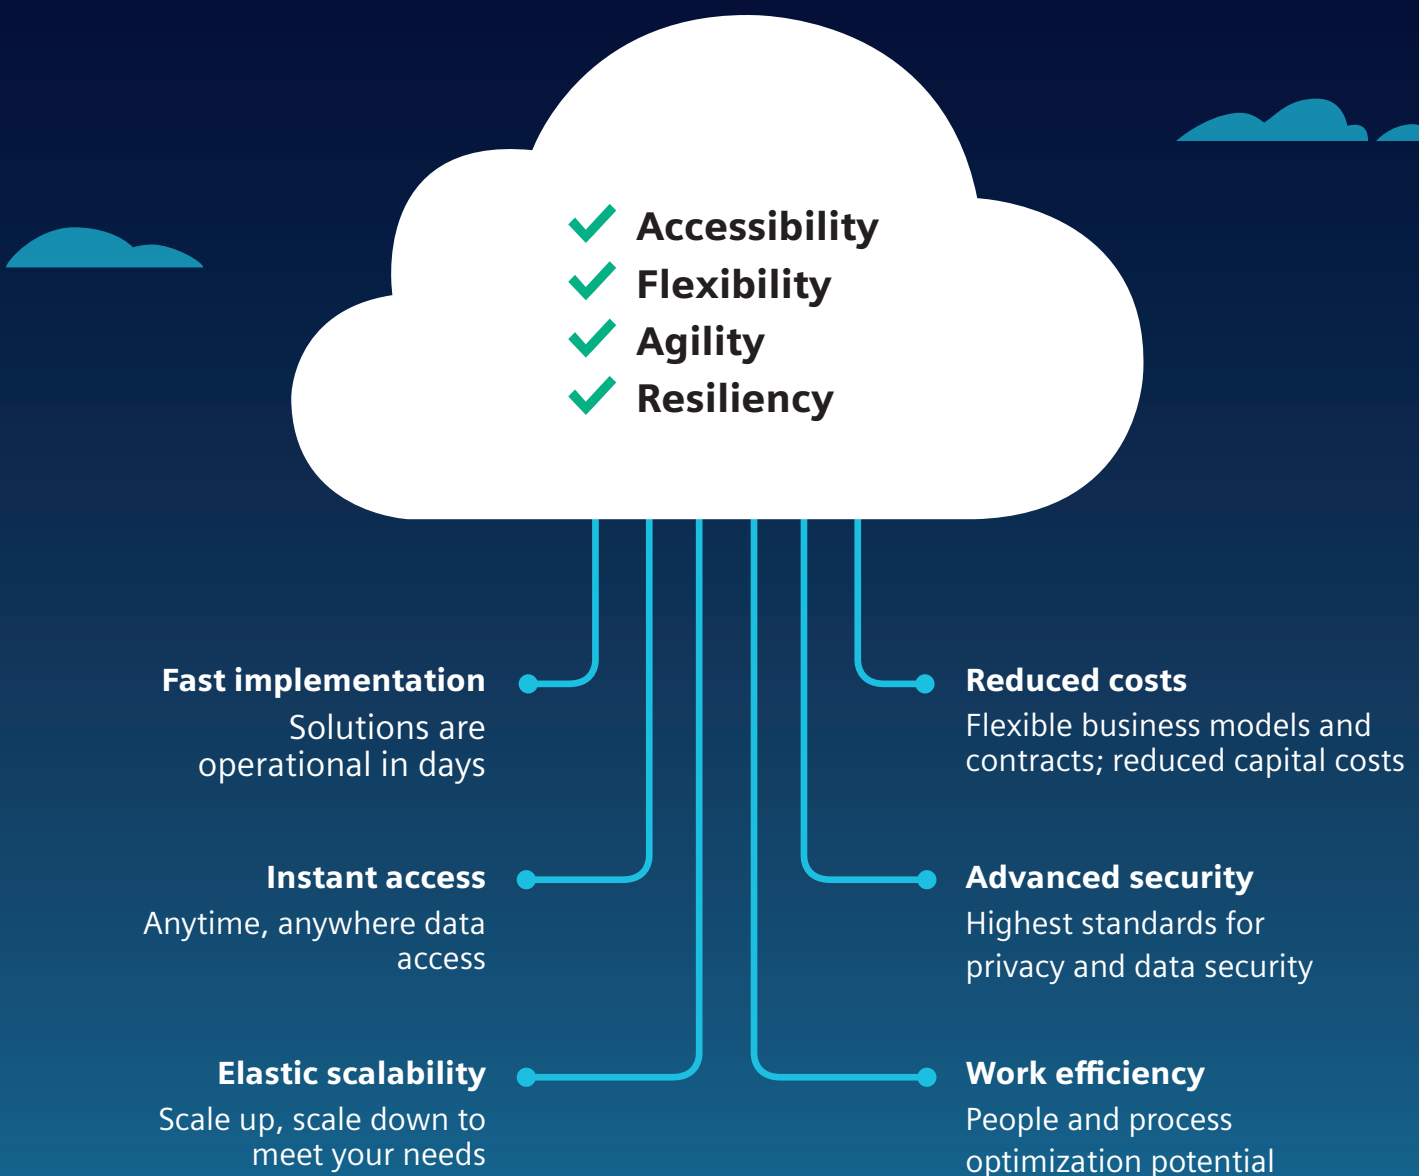 Accessibility
Flexibility
Agility
Resiliency
Fast implementation
Solutions are
operational in days
Instant access
Anytime, anywhere data
access
Elastic scalability
Scale up, scale down to
meet your needs
Reduced costs
Flexible business models and
contracts; reduced capital costs
Advanced security
Highest standards for
privacy and data security
Work efficiency
People and process
optimization potential